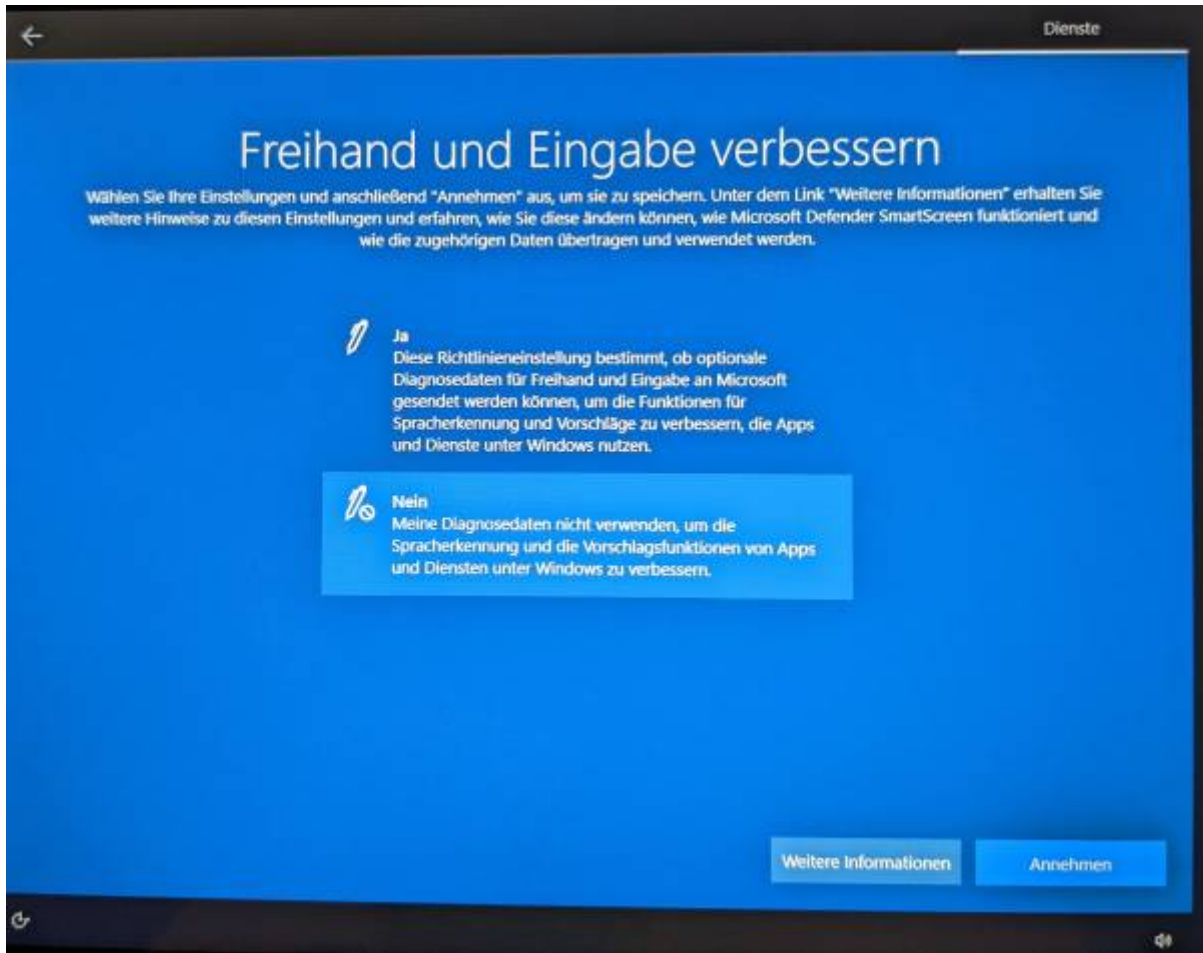 Dienste
Freihand und Eingabe verbessern
Wählen Sie Ihre Einstellungen und anschließend "Annehmen" aus, um sie zu speichern. Unter dem Link "Weitere Informationen" erhalten Sie
weitere Hinweise zu diesen Einstellungen und erfahren, wie Sie diese ändern können, wie Microsoft Defender SmartScreen funktioniert und
wie die zugehörigen Daten übertragen und verwendet werden.
Ja
Diese Richtlinieneinstellung bestimmt, ob optionale
Diagnosedaten für Freihand und Eingabe an Microsoft
gesendet werden können, um die Funktionen für
Spracherkennung und Vorschläge zu verbessern, die Apps
und Dienste unter Windows nutzen.
Nein
Meine Diagnosedaten nicht verwenden, um die
Spracherkennung und die Vorschlagsfunktionen von Apps
und Diensten unter Windows zu verbessern.
Weitere Informationen
Annehmen